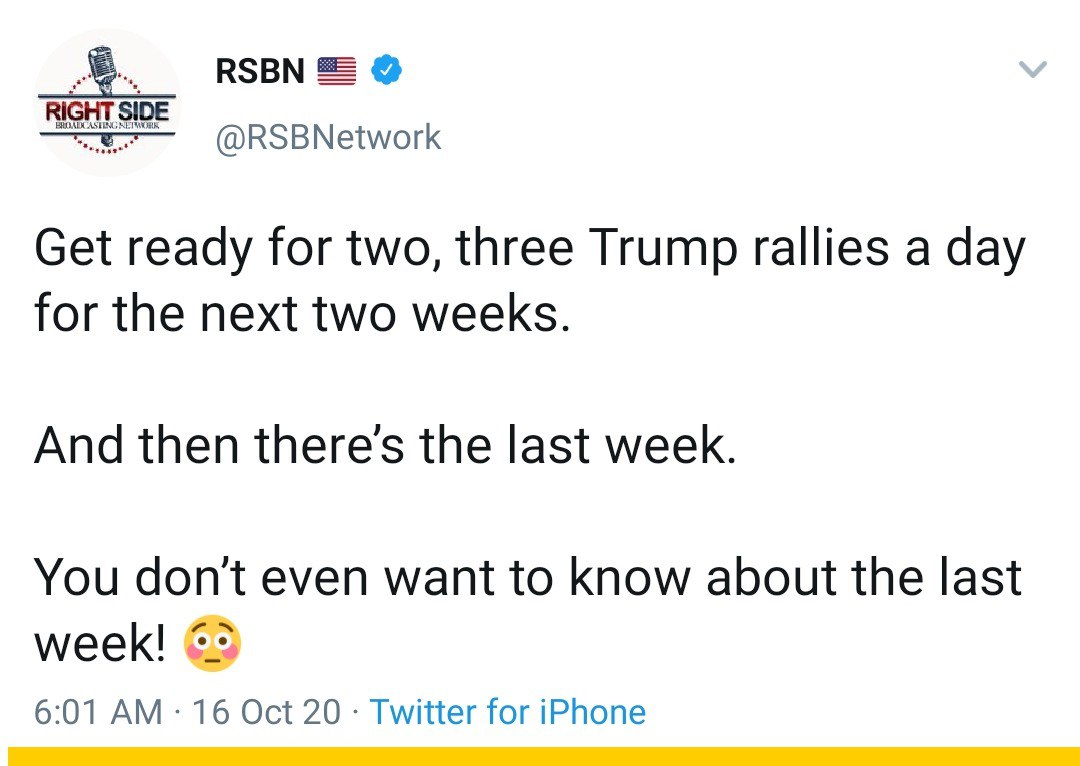 RSBN 🇺🇸
RIGHT SIDE
BROADCASTING NETWORK
@RSBNetwork
Get ready for two, three Trump rallies a day
for the next two weeks.
And then there’s the last week.
You don’t even want to know about the last
week! 😳
6:01 AM · 16 Oct 20 · Twitter for iPhone